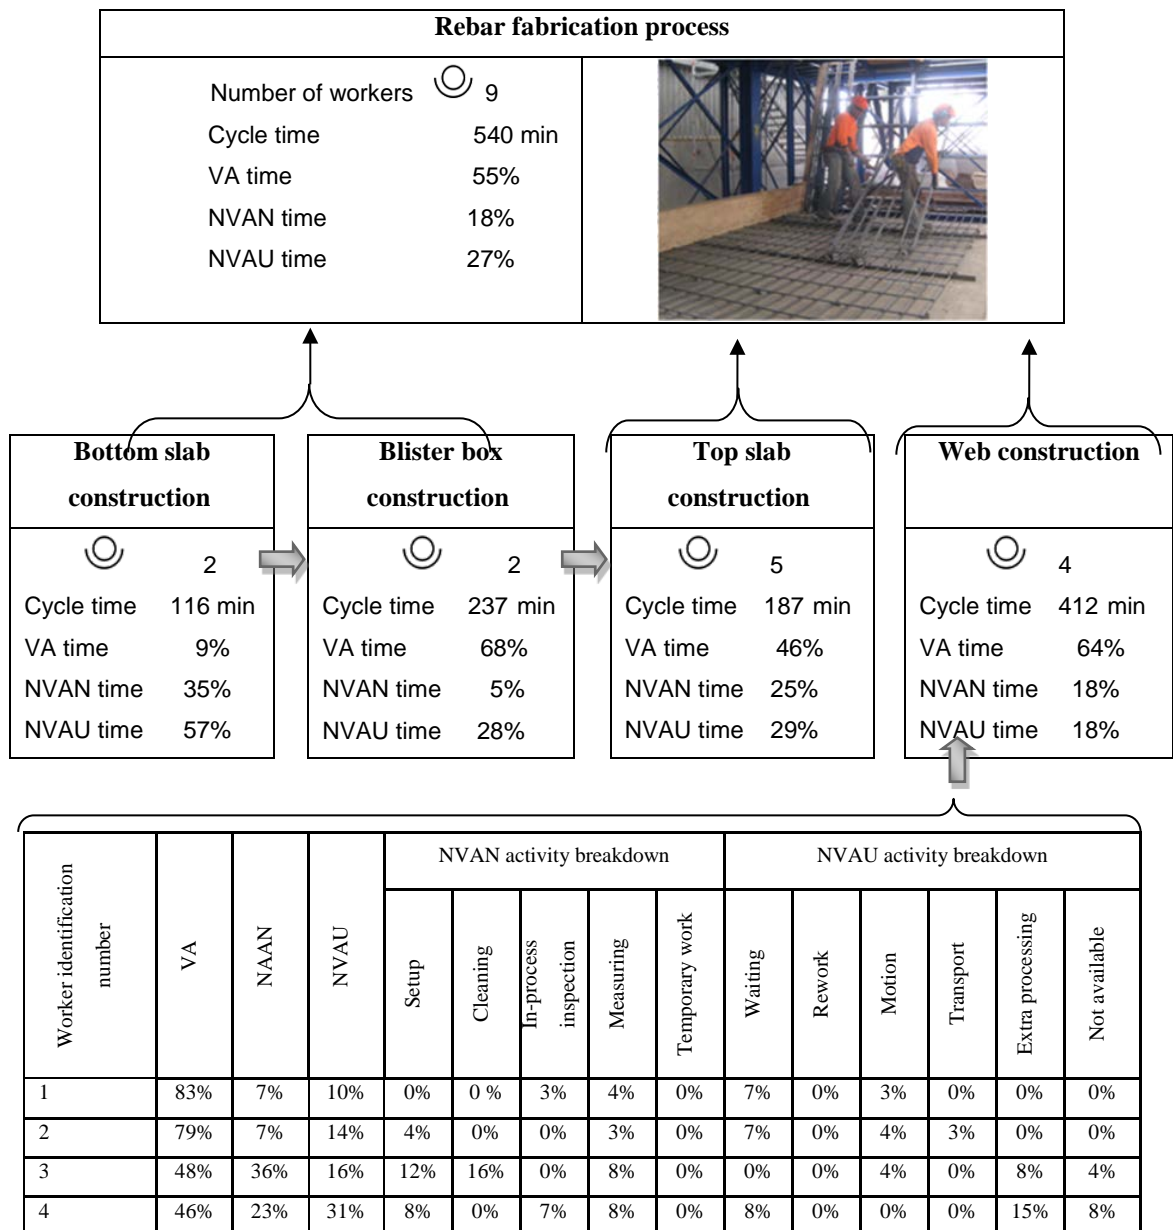 Rebar fabrication process
Number of workers 9
Cycle time 540 min
VA time 55%
NVAN time 18%
NVAU time 27%
Bottom slab
construction
2
Cycle time 116 min
VA time 9%
NVAN time 35%
NVAU time 57%
Blister box
construction
2
Cycle time 237 min
VA time 68%
NVAN time 5%
NVAU time 28%
Top slab
construction
5
Cycle time 187 min
VA time 46%
NVAN time 25%
NVAU time 29%
Web construction
4
Cycle time 412 min
VA time 64%
NVAN time 18%
NVAU time 18%
Worker identification
number
VA
NAAN
NVAU
NVAN activity breakdown
NVAU activity breakdown
Setup
Cleaning
In-process
inspection
Measuring
Temporary work
Waiting
Rework
Motion
Transport
Extra processing
Not available
1 83% 7% 10% 0% 0 % 3% 4% 0% 7% 0% 3% 0% 0% 0%
2 79% 7% 14% 4% 0% 0% 3% 0% 7% 0% 4% 3% 0% 0%
3 48% 36% 16% 12% 16% 0% 8% 0% 0% 0% 4% 0% 8% 4%
4 46% 23% 31% 8% 0% 7% 8% 0% 8% 0% 0% 0% 15% 8%